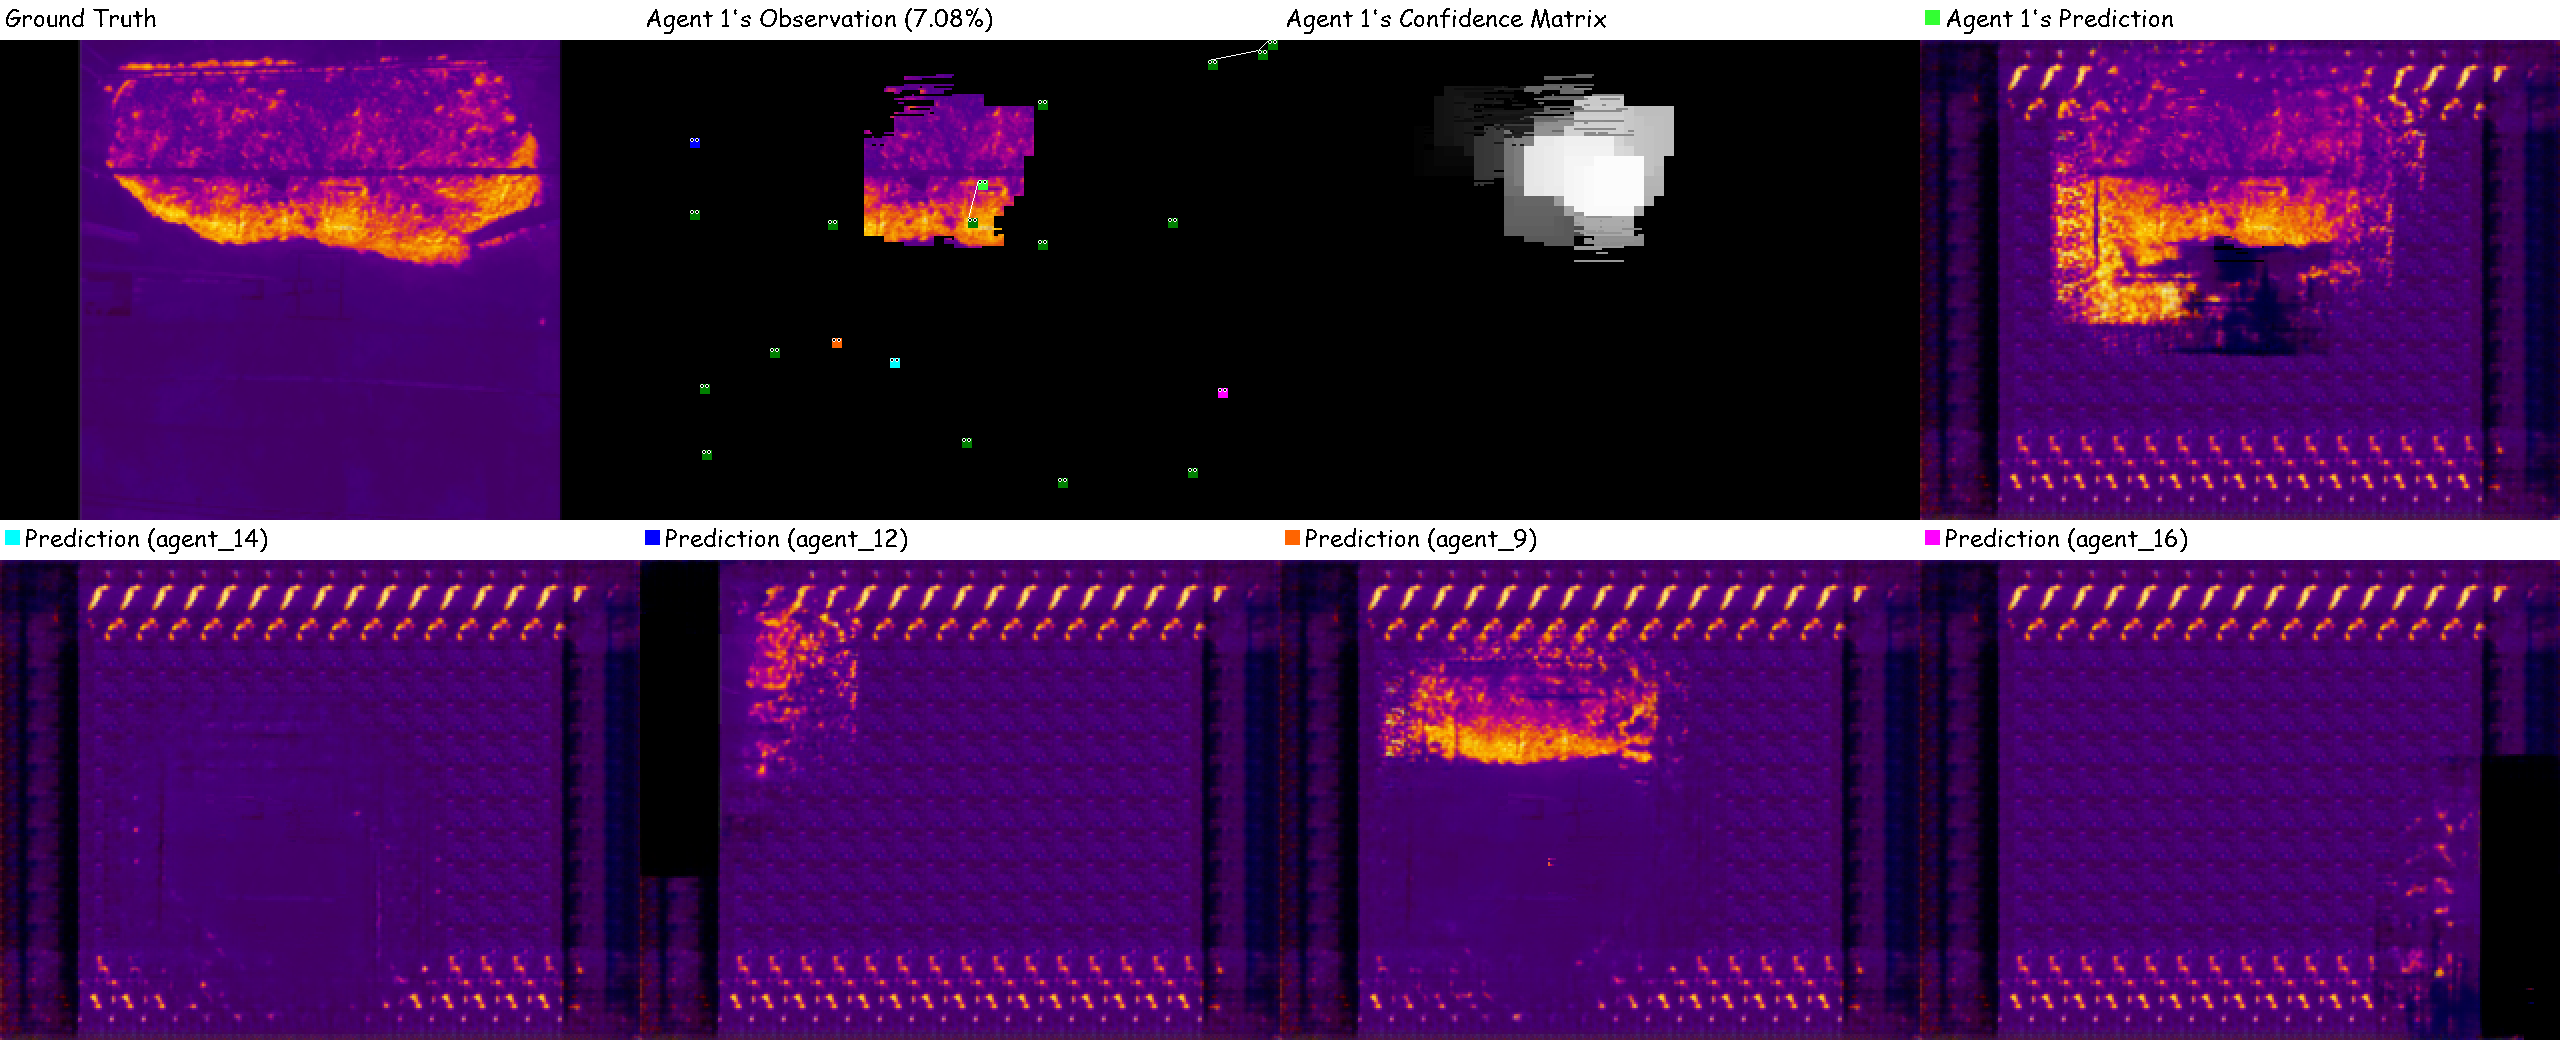 Ground Truth
Agent 1's Observation (7.08%)
Agent 1's Confidence Matrix
Agent 1's Prediction
Prediction (agent_14)
Prediction (agent_12)
Prediction (agent_9)
Prediction (agent_16)